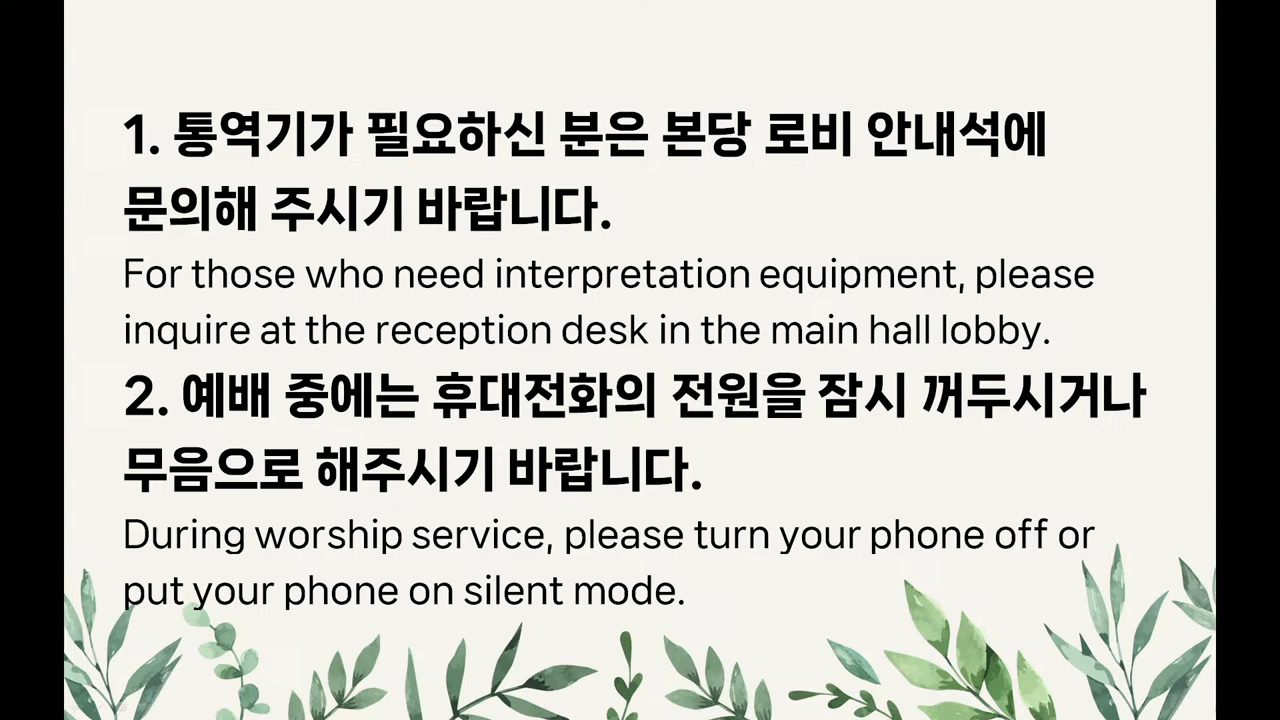 1. 통역기가 필요하신 분은 본당 로비 안내석에
문의해 주시기 바랍니다.
For those who need interpretation equipment, please
inquire at the reception desk in the main hall lobby.
2. 예배 중에는 휴대전화의 전원을 잠시 꺼두시거나
무음으로 해주시기 바랍니다.
During worship service, please turn your phone off or
put your phone on silent mode.